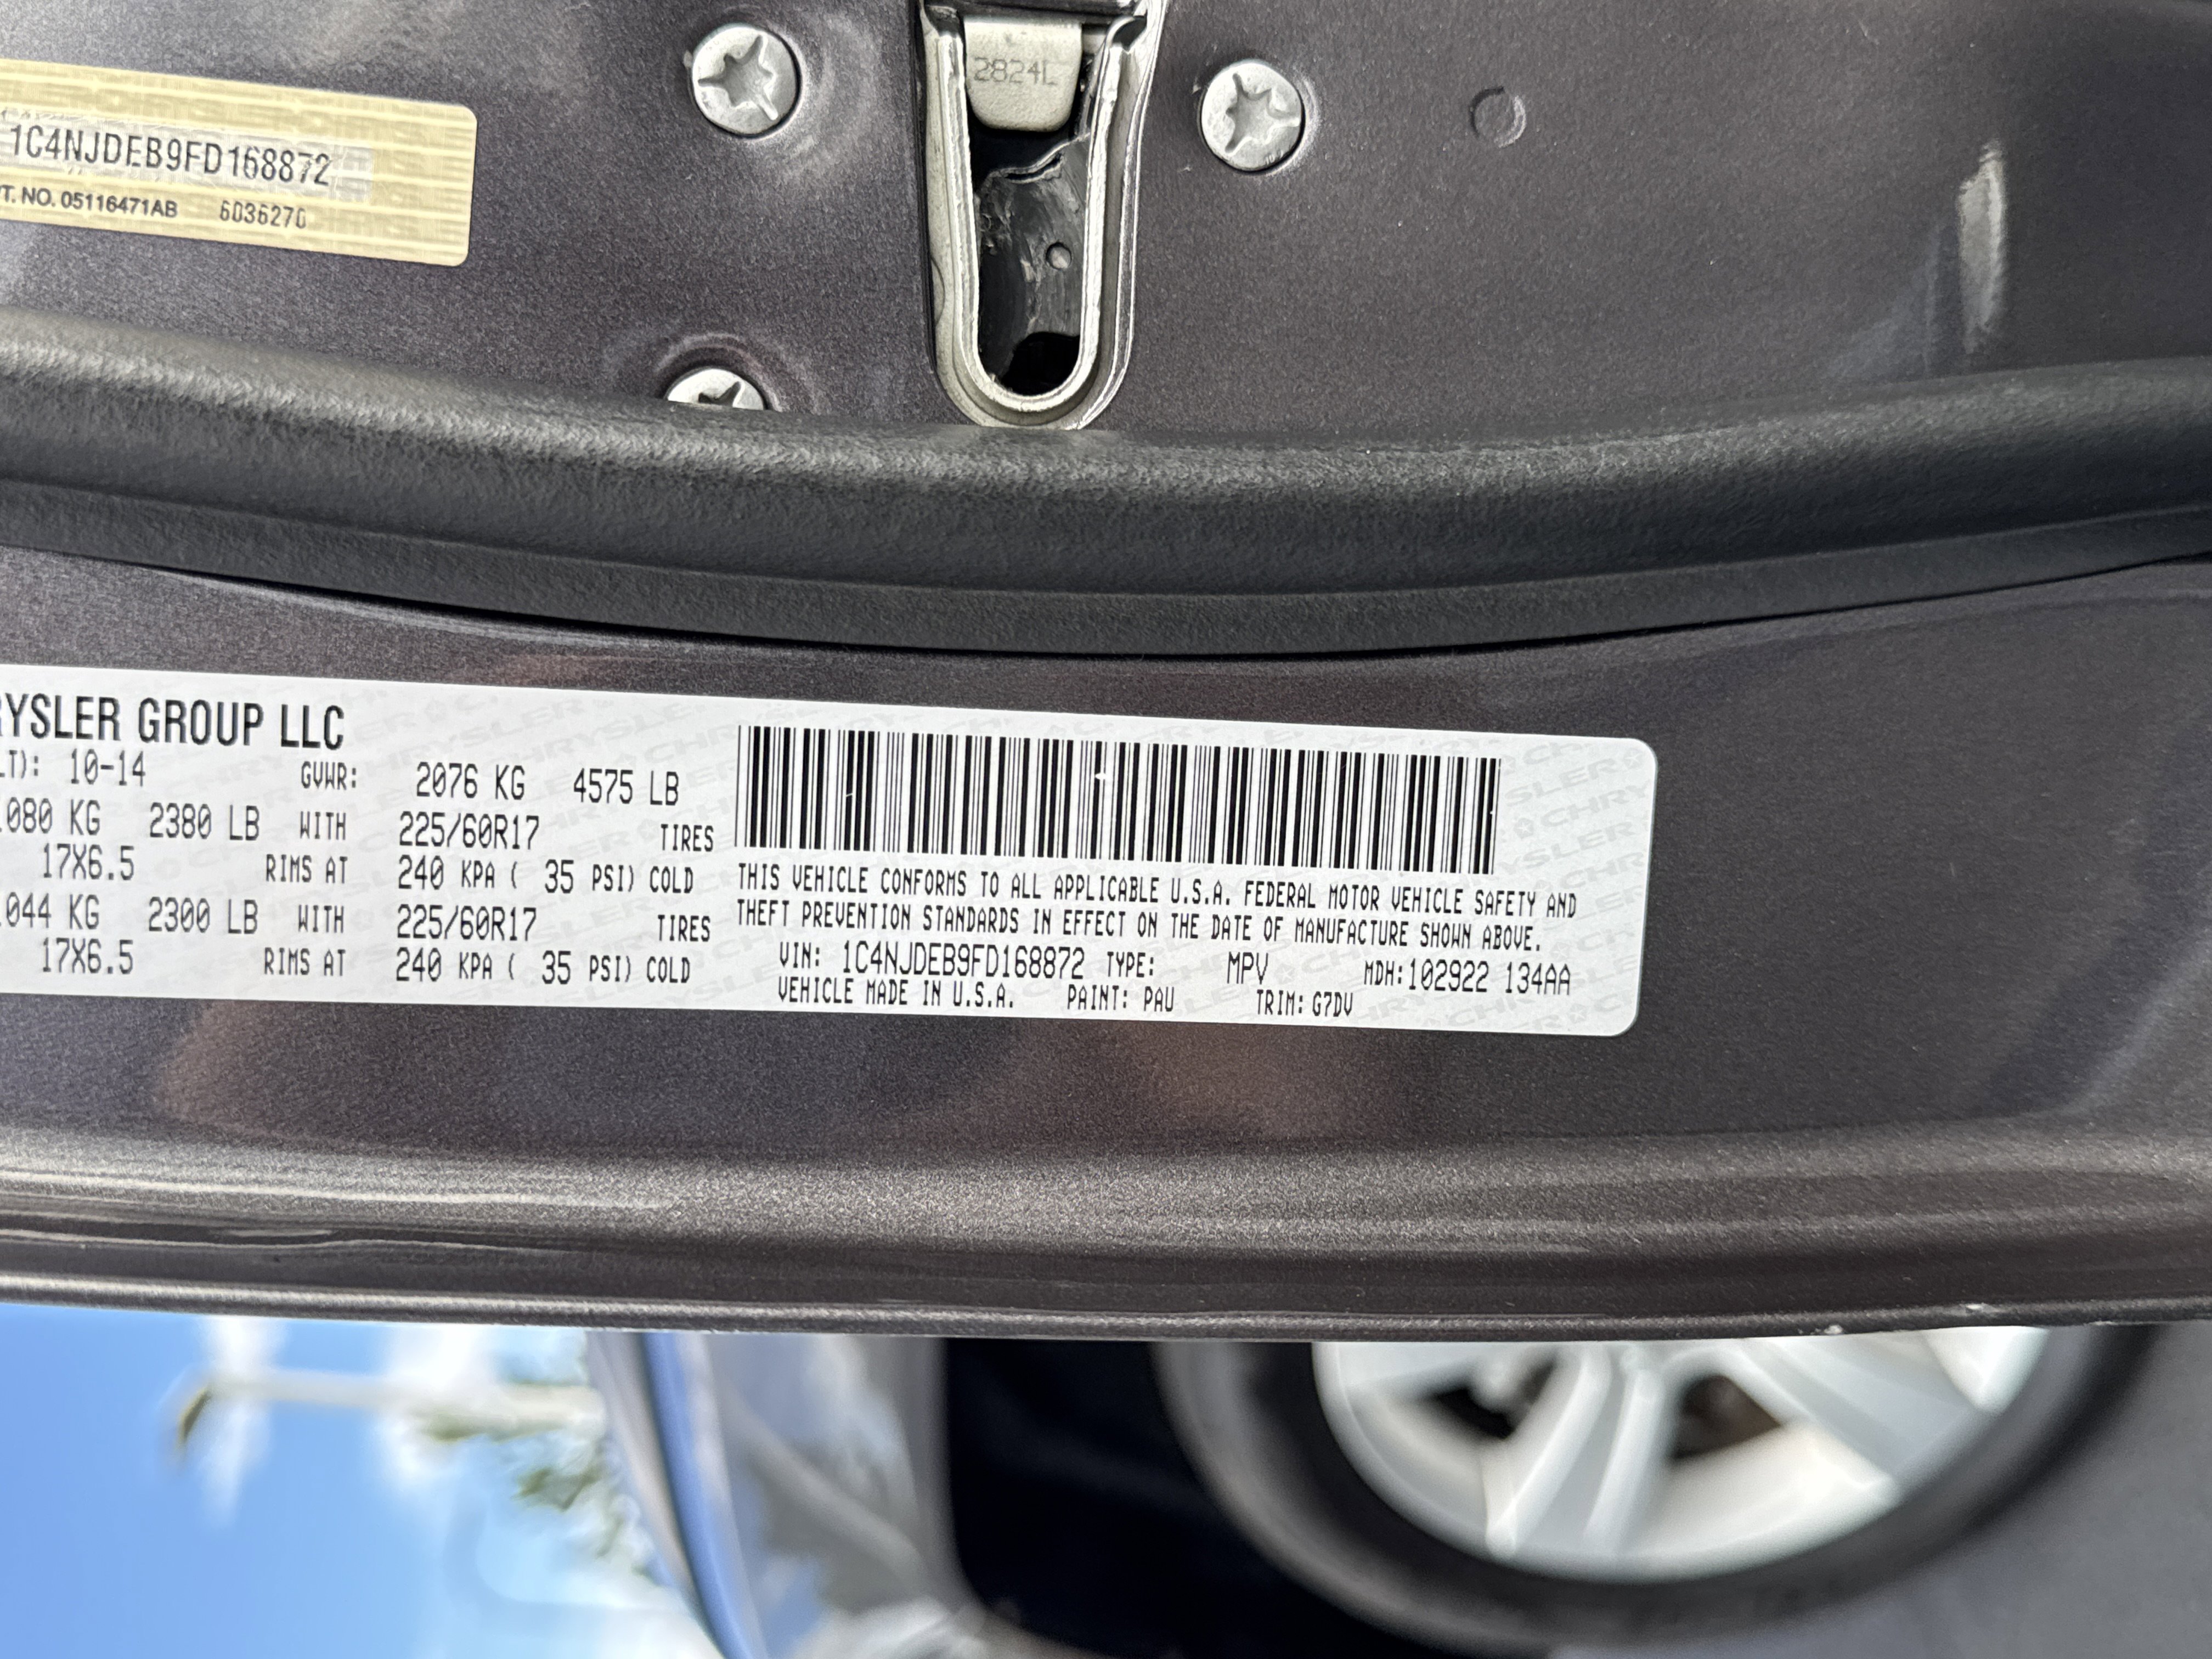 2824L
1C4NJDEB9FD168872
T. NO. 05116471AB 6036270
RYSLER GROUP LLC
LT): 10-14 GVWR: 2076 KG 4575 LB
080 KG 2380 LB WITH 225/60R17 TIRES
17X6.5 RIMS AT 240 KPA ( 35 PSI) COLD
044 KG 2300 LB WITH 225/60R17 TIRES
17X6.5 RIMS AT 240 KPA ( 35 PSI) COLD
THIS VEHICLE CONFORMS TO ALL APPLICABLE U.S.A. FEDERAL MOTOR VEHICLE SAFETY AND
THEFT PREVENTION STANDARDS IN EFFECT ON THE DATE OF MANUFACTURE SHOWN ABOVE.
VIN: 1C4NJDEB9FD168872 TYPE: MPV MDH:102922 134AA
VEHICLE MADE IN U.S.A. PAINT: PAU TRIM: G7DV